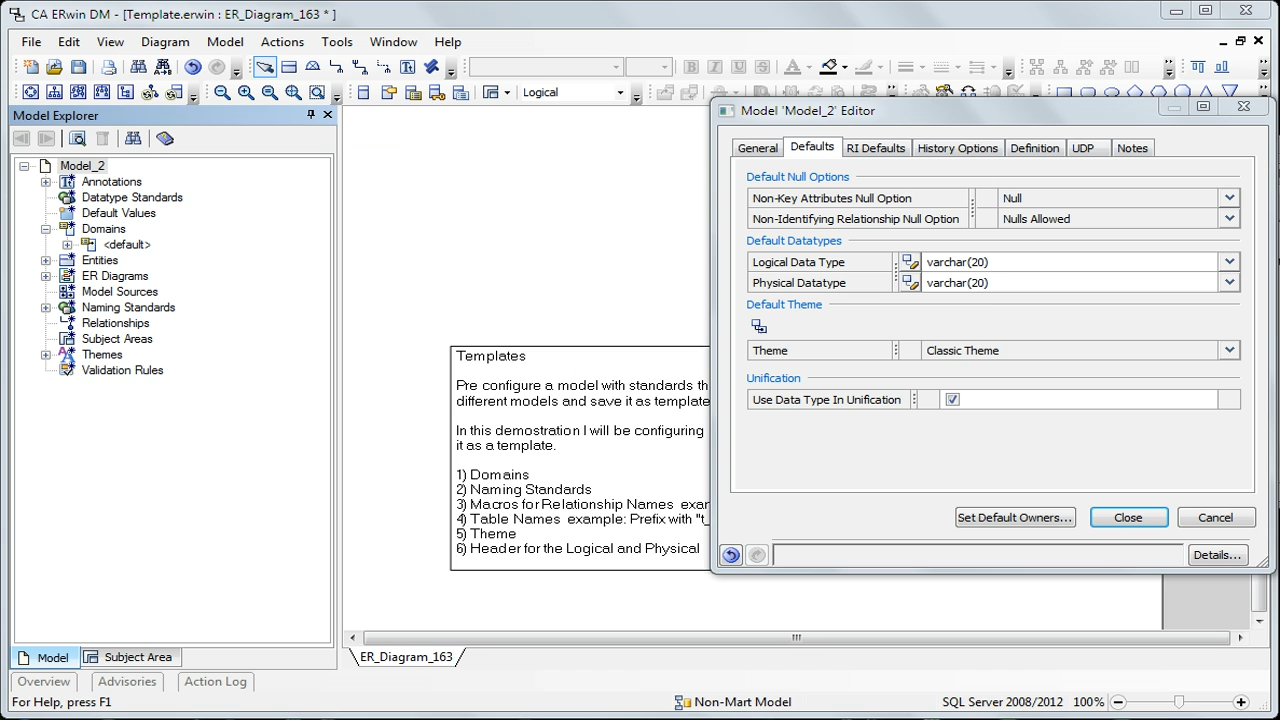 CA ERwin DM - [Template.erwin : ER_Diagram_163 * ]
File Edit View Diagram Model Actions Tools Window Help
B I U S A
Logical
Model Explorer
Model_2
Annotations
Datatype Standards
Default Values
Domains
<default>
Entities
ER Diagrams
Model Sources
Naming Standards
Relationships
Subject Areas
Themes
Validation Rules
Model Subject Area
Templates
Pre configure a model with standards th
different models and save it as template
In this demostration I will be configuring
it as a template.
1) Domains
2) Naming Standards
3) Macros for Relationship Names exar
4) Table Names example: Prefix with "t_
5) Theme
6) Header for the Logical and Physical
ER_Diagram_163
Model 'Model_2' Editor
General Defaults RI Defaults History Options Definition UDP Notes
Default Null Options
Non-Key Attributes Null Option Null
Non-Identifying Relationship Null Option Nulls Allowed
Default Datatypes
Logical Data Type varchar(20)
Physical Datatype varchar(20)
Default Theme
Theme Classic Theme
Unification
Use Data Type In Unification
Set Default Owners... Close Cancel
Details...
Overview Advisories Action Log
For Help, press F1 Non-Mart Model SQL Server 2008/2012 100%